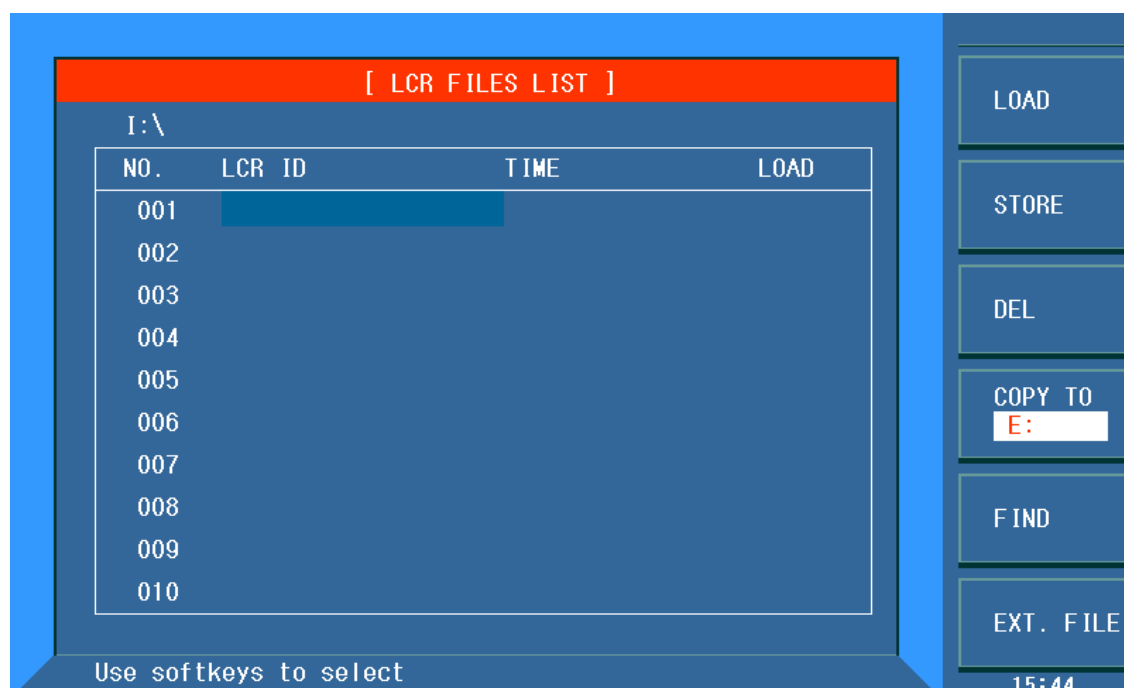 [ LCR FILES LIST ]
I:\
NO. LCR ID TIME LOAD
001
002
003
004
005
006
007
008
009
010
Use softkeys to select
LOAD
STORE
DEL
COPY TO
E:
FIND
EXT. FILE
15:44